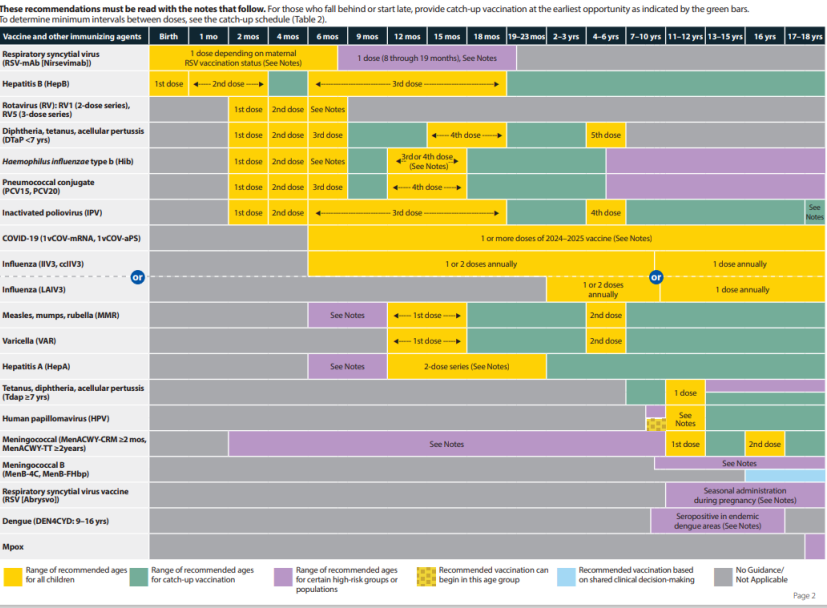 These recommendations must be read with the notes that follow. For those who fall behind or start late, provide catch-up vaccination at the earliest opportunity as indicated by the green bars.
To determine minimum intervals between doses, see the catch-up schedule (Table 2).
Vaccine and other immunizing agents Birth 1 mo 2 mos 4 mos 6 mos 9 mos 12 mos 15 mos 18 mos 19–23 mos 2–3 yrs 4–6 yrs 7–10 yrs 11–12 yrs 13–15 yrs 16 yrs 17–18 yrs
Respiratory syncytial virus
(RSV-mAb [Nirsevimab])
1 dose depending on maternal
RSV vaccination status (See Notes)
1 dose (8 through 19 months), See Notes
Hepatitis B (HepB) 1st dose 2nd dose 3rd dose
Rotavirus (RV): RV1 (2-dose series),
RV5 (3-dose series)
1st dose 2nd dose See Notes
Diphtheria, tetanus, acellular pertussis
(DTaP <7 yrs)
1st dose 2nd dose 3rd dose 4th dose 5th dose
Haemophilus influenzae type b (Hib)
1st dose 2nd dose See Notes 3rd or 4th dose
(See Notes)
Pneumococcal conjugate
(PCV15, PCV20)
1st dose 2nd dose 3rd dose 4th dose
Inactivated poliovirus (IPV) 1st dose 2nd dose 3rd dose 4th dose See
Notes
COVID-19 (1vCOV-mRNA, 1vCOV-aPS) 1 or more doses of 2024–2025 vaccine (See Notes)
Influenza (IIV3, ccIIV3) 1 or 2 doses annually 1 dose annually
or or
Influenza (LAIV3) 1 or 2 doses
annually
1 dose annually
Measles, mumps, rubella (MMR) See Notes 1st dose 2nd dose
Varicella (VAR) 1st dose 2nd dose
Hepatitis A (HepA) See Notes 2-dose series (See Notes)
Tetanus, diphtheria, acellular pertussis
(Tdap ≥7 yrs)
1 dose
Human papillomavirus (HPV) See
Notes
Meningococcal (MenACWY-CRM ≥2 mos,
MenACWY-TT ≥2years)
See Notes 1st dose 2nd dose
Meningococcal B
(MenB-4C, MenB-FHbp)
See Notes
Respiratory syncytial virus vaccine
(RSV [Abrysvo])
Seasonal administration
during pregnancy (See Notes)
Dengue (DEN4CYD: 9–16 yrs)
Seropositive in endemic
dengue areas (See Notes)
Mpox
Range of recommended ages
for all children
Range of recommended ages
for catch-up vaccination
Range of recommended ages
for certain high-risk groups or
populations
Recommended vaccination can
begin in this age group
Recommended vaccination based
on shared clinical decision-making
No Guidance/
Not Applicable
Page 2